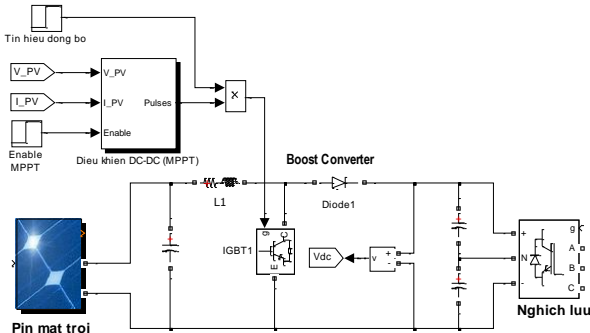 Tin hieu dong bo
V_PV
I_PV
Enable
MPPT
V_PV
I_PV
Pulses
Enable
Dieu khien DC-DC (MPPT)
×
Boost Converter
L1
Diode1
g
C
IGBT1
E
Vdc
v
+
-
+
N
-
g
A
B
C
Nghich luu
Pin mat troi